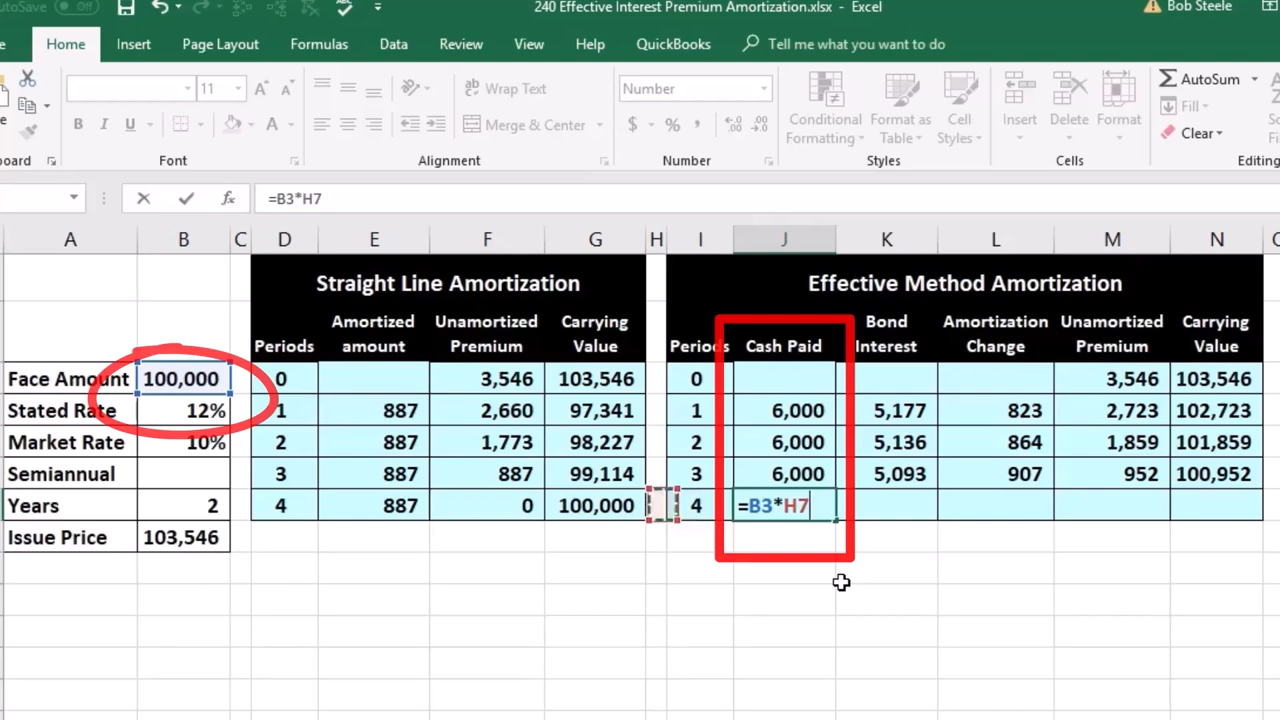 AutoSave Off 240 Effective Interest Premium Amortization.xlsx - Excel Bob Steele
Home Insert Page Layout Formulas Data Review View Help QuickBooks Tell me what you want to do
11 Wrap Text Number AutoSum
B I U Merge & Center $ % Conditional Formatting Format as Table Cell Styles Insert Delete Format Fill
Clear
Font Alignment Number Styles Cells
=B3*H7
A B C D E F G H I J K L M N
Straight Line Amortization Effective Method Amortization
Amortized Unamortized Carrying Bond Amortization Unamortized Carrying
Periods amount Premium Value Periods Cash Paid Interest Change Premium Value
Face Amount 100,000 0 3,546 103,546 0 3,546 103,546
Stated Rate 12% 1 887 2,660 97,341 1 6,000 5,177 823 2,723 102,723
Market Rate 10% 2 887 1,773 98,227 2 6,000 5,136 864 1,859 101,859
Semiannual 3 887 887 99,114 3 6,000 5,093 907 952 100,952
Years 2 4 887 0 100,000 4 =B3*H7
Issue Price 103,546